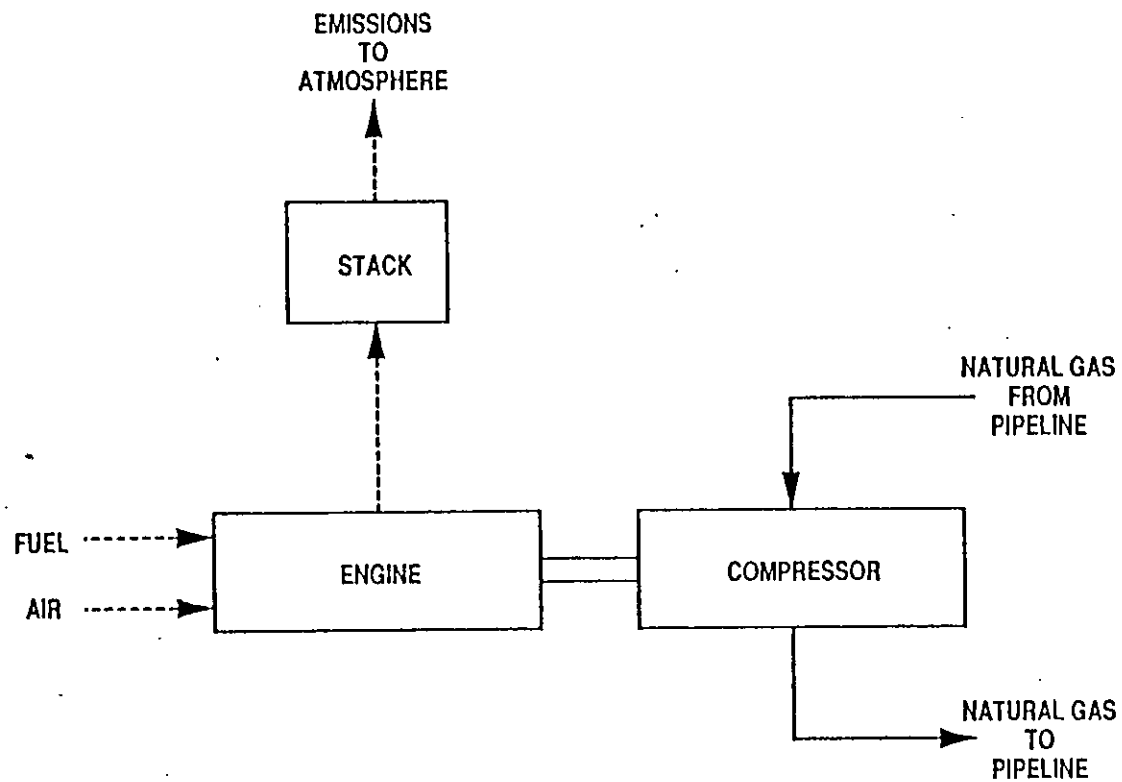 EMISSIONS
TO
ATMOSPHERE
STACK
NATURAL GAS
FROM
PIPELINE
FUEL
ENGINE
COMPRESSOR
AIR
NATURAL GAS
TO
PIPELINE